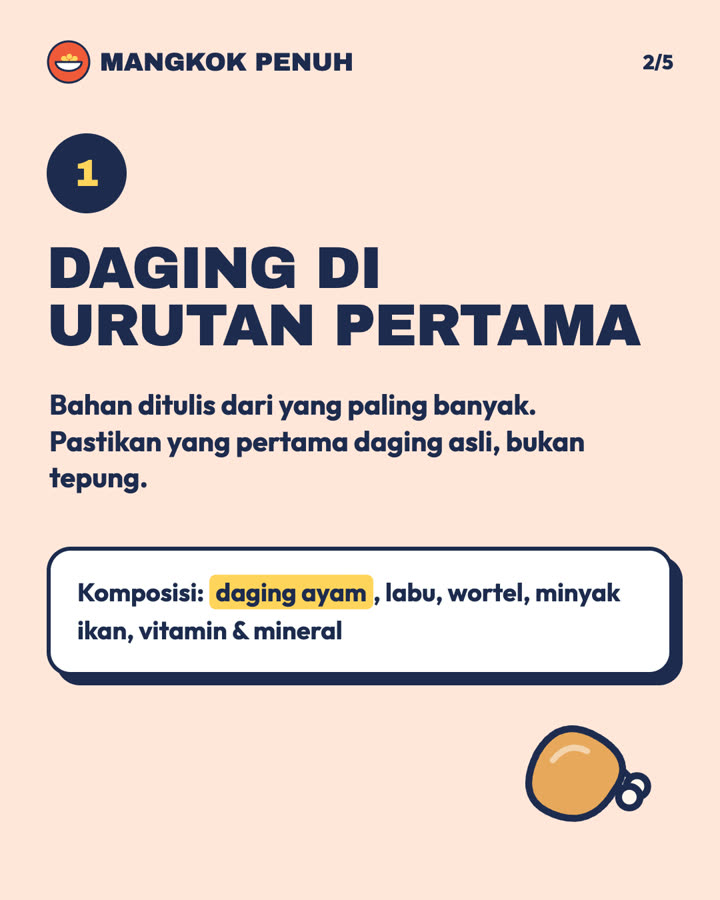 MANGKOK PENUH
2/5
1
DAGING DI
URUTAN PERTAMA
Bahan ditulis dari yang paling banyak.
Pastikan yang pertama daging asli, bukan
tepung.
Komposisi: daging ayam, labu, wortel, minyak
ikan, vitamin & mineral